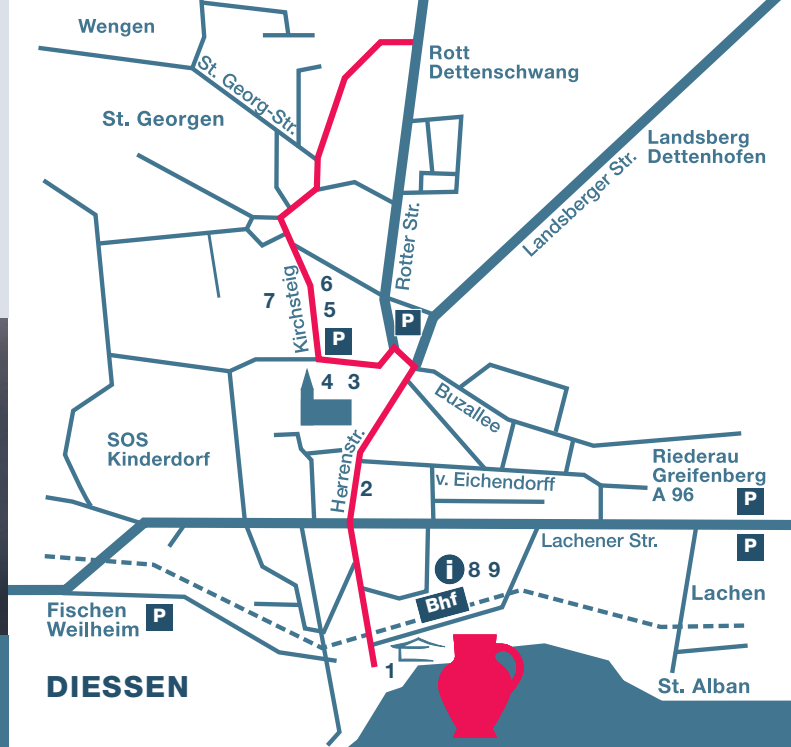 Wengen
Rott
Dettenschwang
St. Georg-Str.
St. Georgen
Landsberg
Dettenhofen
Landsberger Str.
Rotter Str.
Kirchsteig
6
7
5
P
P
4 3
Buzallee
SOS
Kinderdorf
Herrenstr.
Riederau
Greifenberg
A 96
P
v. Eichendorff
2
Lachener Str.
P
i 8 9
Bhf
Lachen
Fischen
Weilheim
P
1
DIESSEN
St. Alban